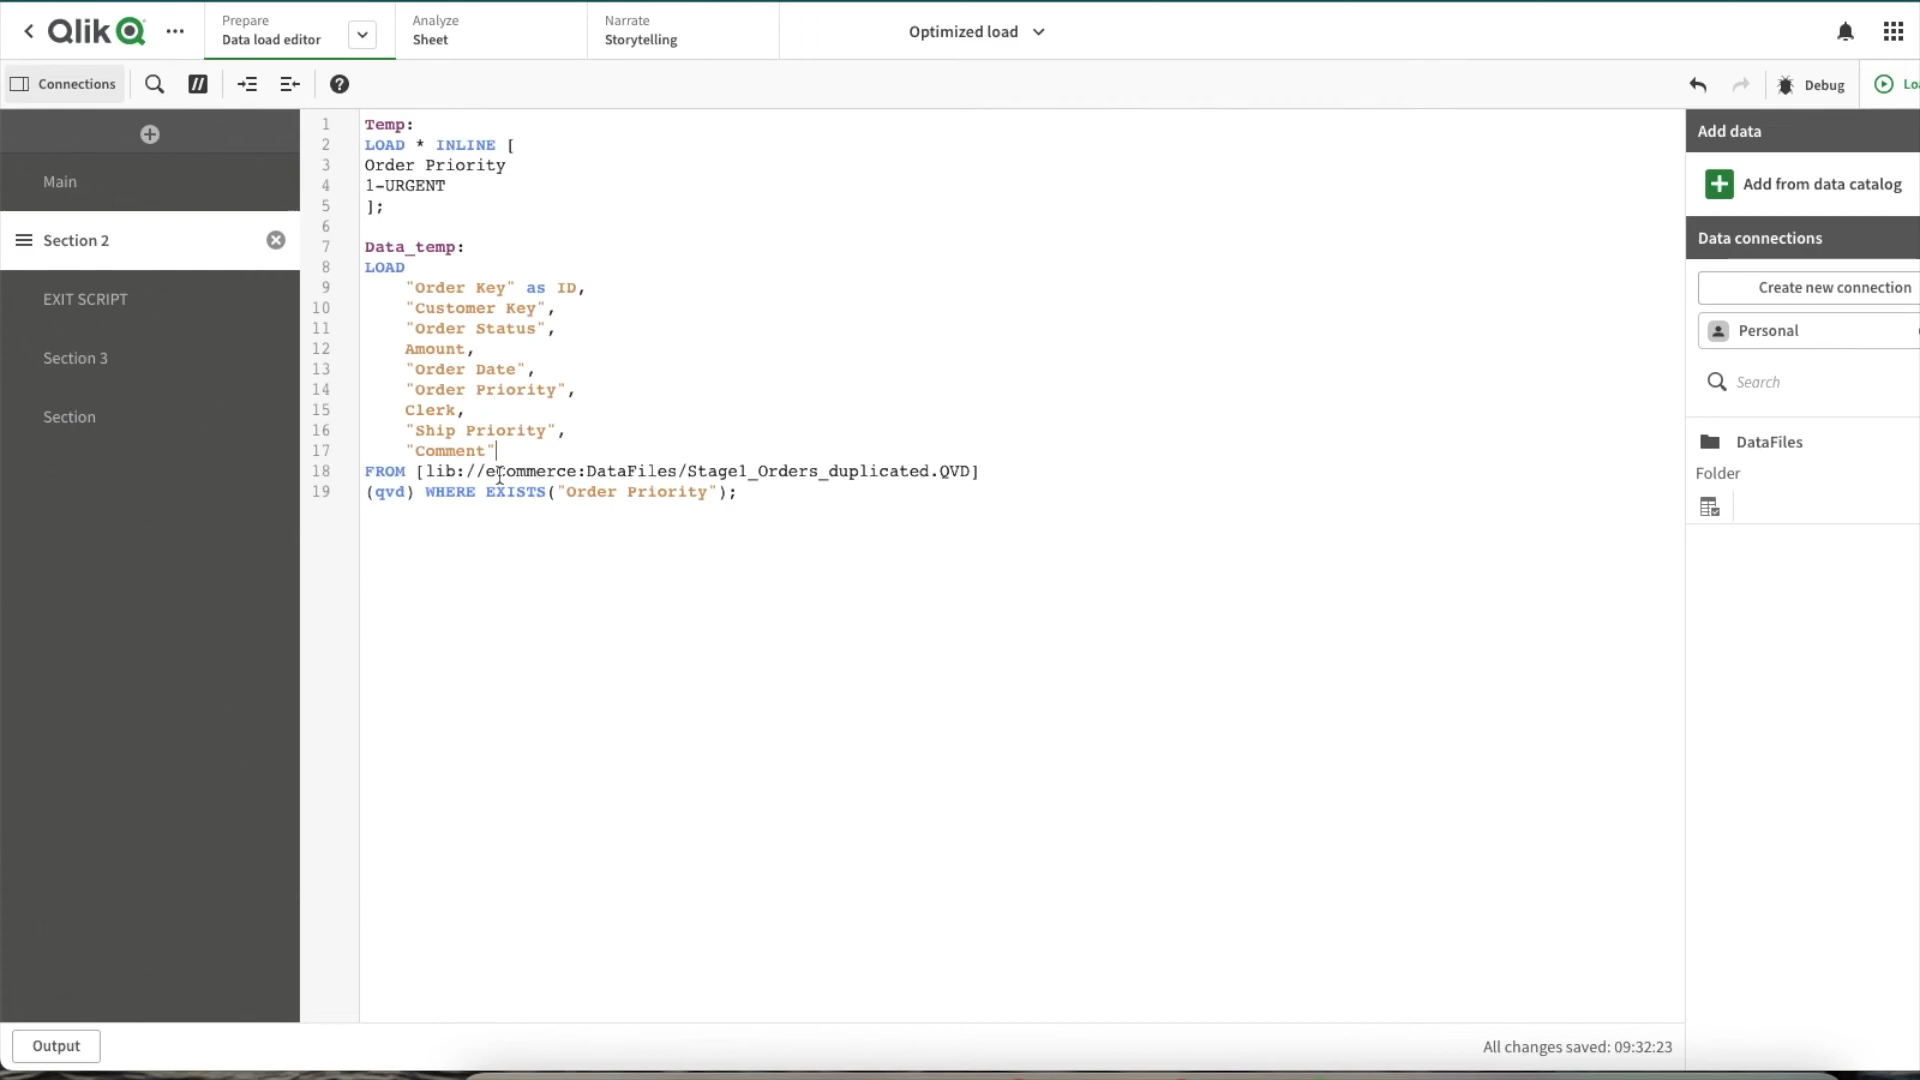 Qlik
Prepare
Data load editor
Analyze
Sheet
Narrate
Storytelling
Optimized load
Connections
//
?
Debug
Lo
Main
Section 2
EXIT SCRIPT
Section 3
Section
1 Temp:
2 LOAD * INLINE [
3 Order Priority
4 1-URGENT
5 ];
6
7 Data_temp:
8 LOAD
9 "Order Key" as ID,
10 "Customer Key",
11 "Order Status",
12 Amount,
13 "Order Date",
14 "Order Priority",
15 Clerk,
16 "Ship Priority",
17 "Comment"
18 FROM [lib://eCommerce:DataFiles/Stage1_Orders_duplicated.QVD]
19 (qvd) WHERE EXISTS("Order Priority");
Add data
Add from data catalog
Data connections
Create new connection
Personal
Search
DataFiles
Folder
Output
All changes saved: 09:32:23